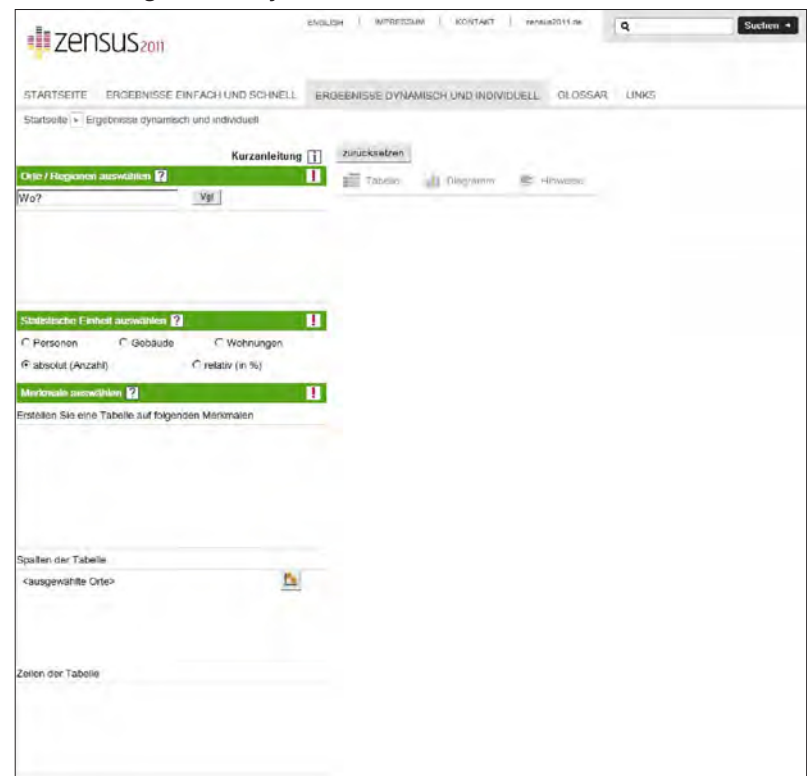 ENGLISH | IMPRESSUM | KONTAKT | zensus2011.de
Suchen
zensus2011
STARTSEITE ERGEBNISSE EINFACH UND SCHNELL ERGEBNISSE DYNAMISCH UND INDIVIDUELL GLOSSAR LINKS
Startseite Ergebnisse dynamisch und individuell
Kurzanleitung i zurücksetzen
Orte / Regionen auswählen ? !
Tabelle Diagramm Hinweise
Wo? Vgl
Statistische Einheit auswählen ? !
Personen Gebäude Wohnungen
absolut (Anzahl) relativ (in %)
Merkmale auswählen ? !
Erstellen Sie eine Tabelle auf folgenden Merkmalen
Spalten der Tabelle
<ausgewählte Orte>
Zeilen der Tabelle